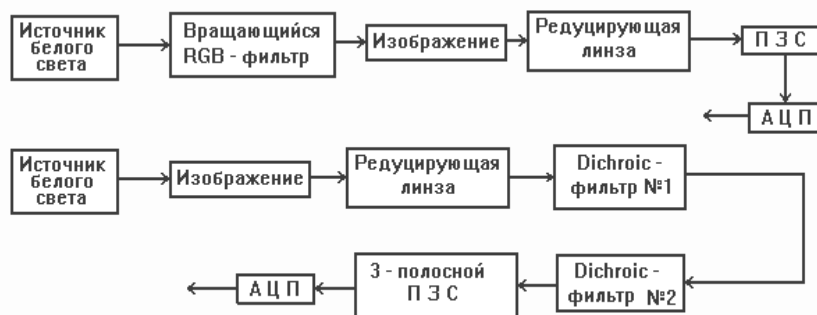 Источник
белого
света
Вращающийся
RGB - фильтр
Изображение
Редуцирующая
линза
П З С
А Ц П
Источник
белого
света
Изображение
Редуцирующая
линза
Dichroic -
фильтр №1
Dichroic -
фильтр №2
3 - полосной
П З С
А Ц П